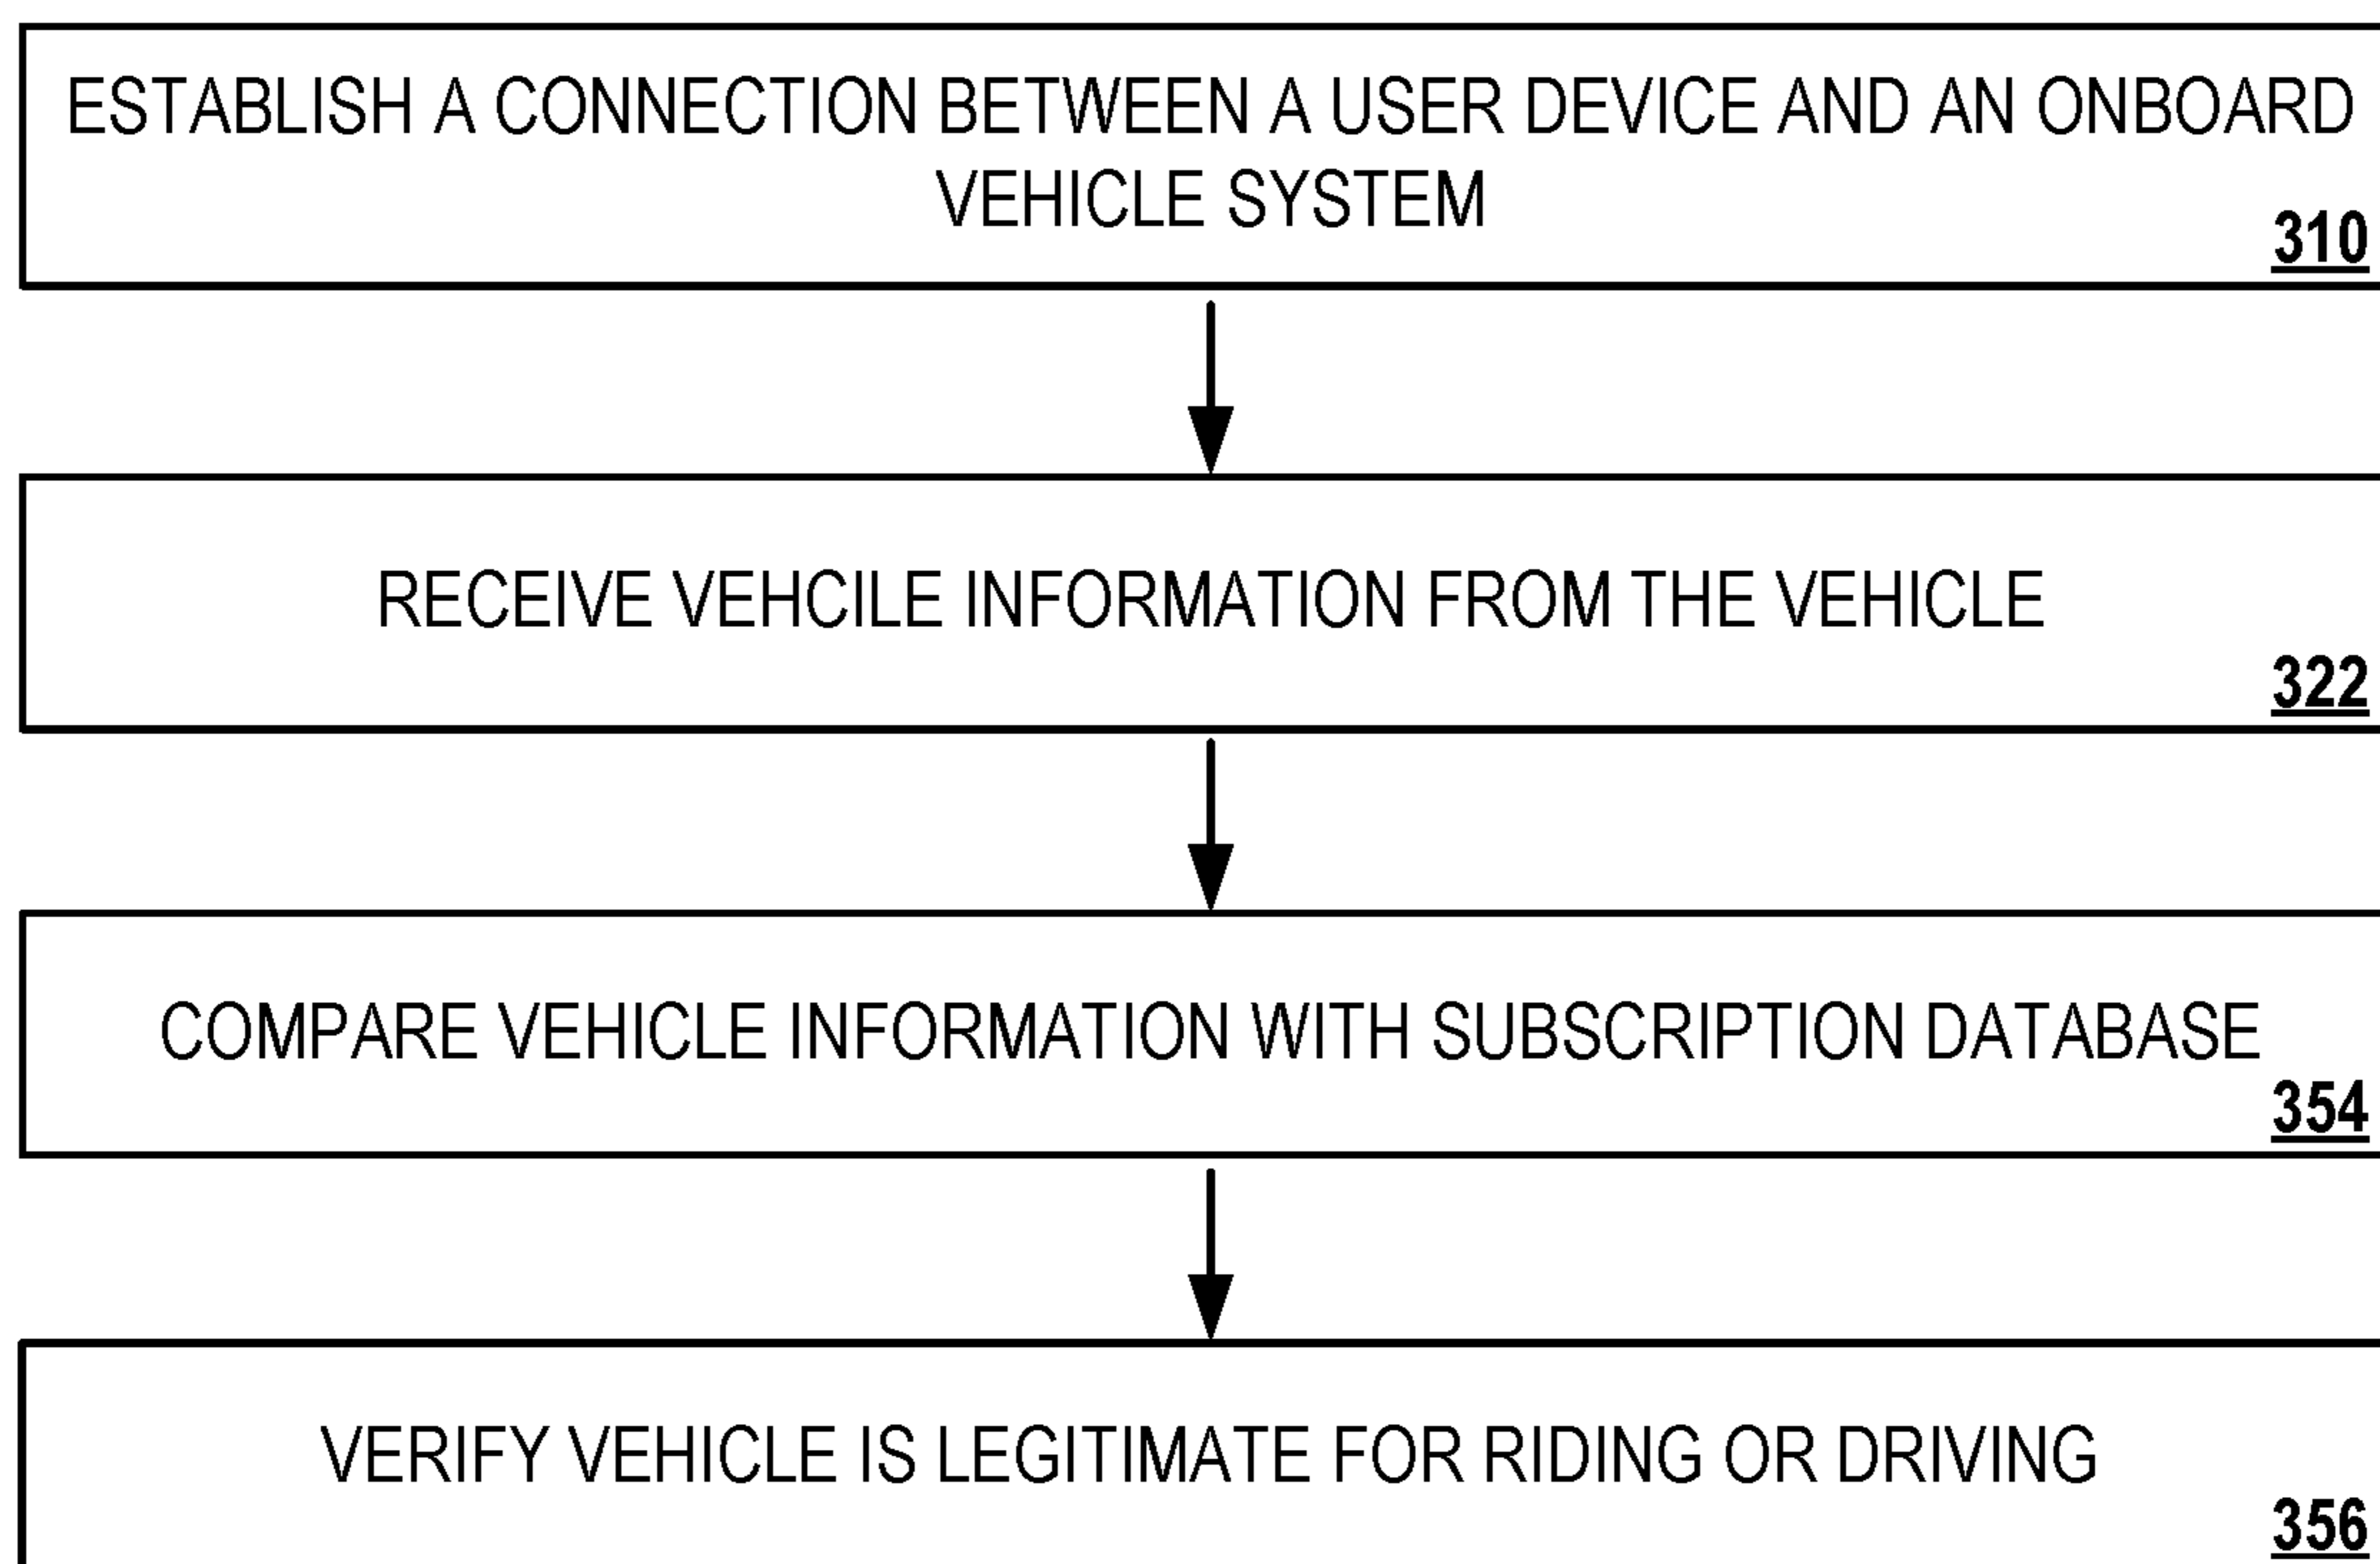 ESTABLISH A CONNECTION BETWEEN A USER DEVICE AND AN ONBOARD
VEHICLE SYSTEM
310
RECEIVE VEHCILE INFORMATION FROM THE VEHICLE
322
COMPARE VEHICLE INFORMATION WITH SUBSCRIPTION DATABASE
354
VERIFY VEHICLE IS LEGITIMATE FOR RIDING OR DRIVING
356